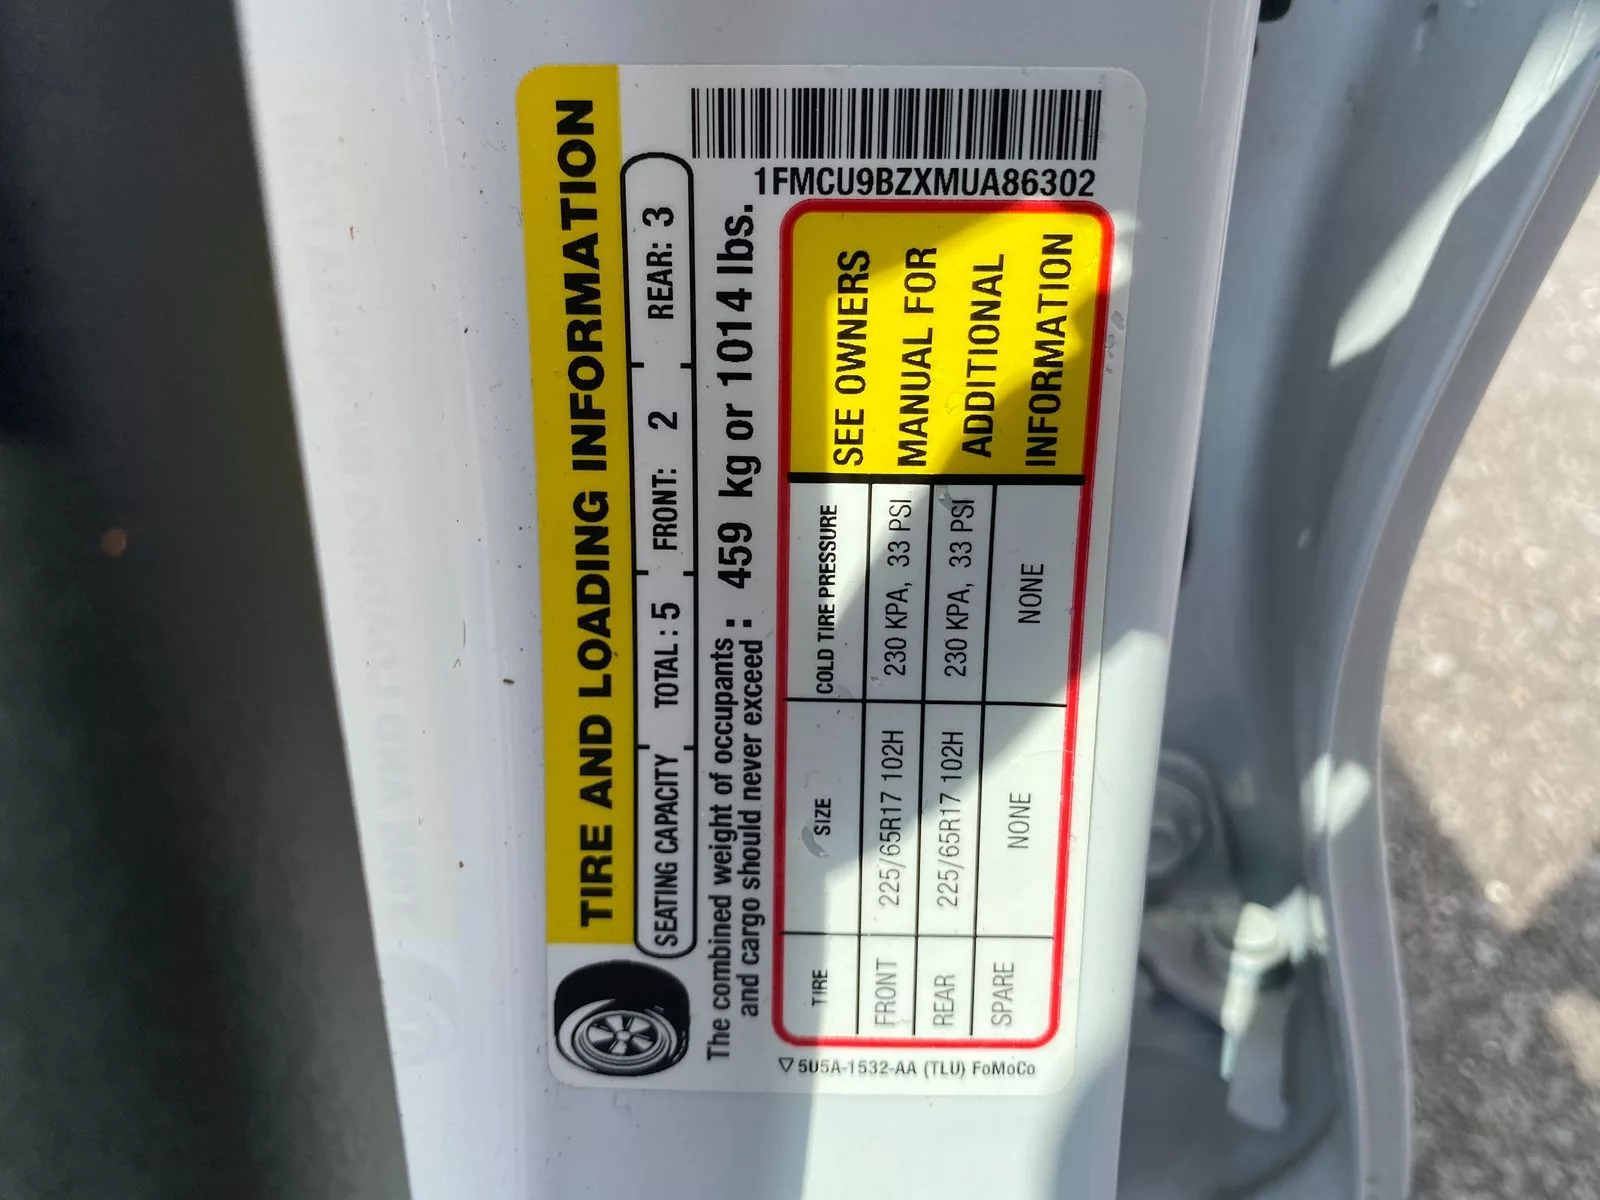 1FMCU9BZXMUA86302
TIRE AND LOADING INFORMATION
SEATING CAPACITY TOTAL : 5 FRONT: 2 REAR: 3
The combined weight of occupants
and cargo should never exceed : 459 kg or 1014 lbs.
TIRE SIZE COLD TIRE PRESSURE
FRONT 225/65R17 102H 230 KPA, 33 PSI
REAR 225/65R17 102H 230 KPA, 33 PSI
SPARE NONE NONE
SEE OWNERS
MANUAL FOR
ADDITIONAL
INFORMATION
▽ 5U5A-1532-AA (TLU) FoMoCo